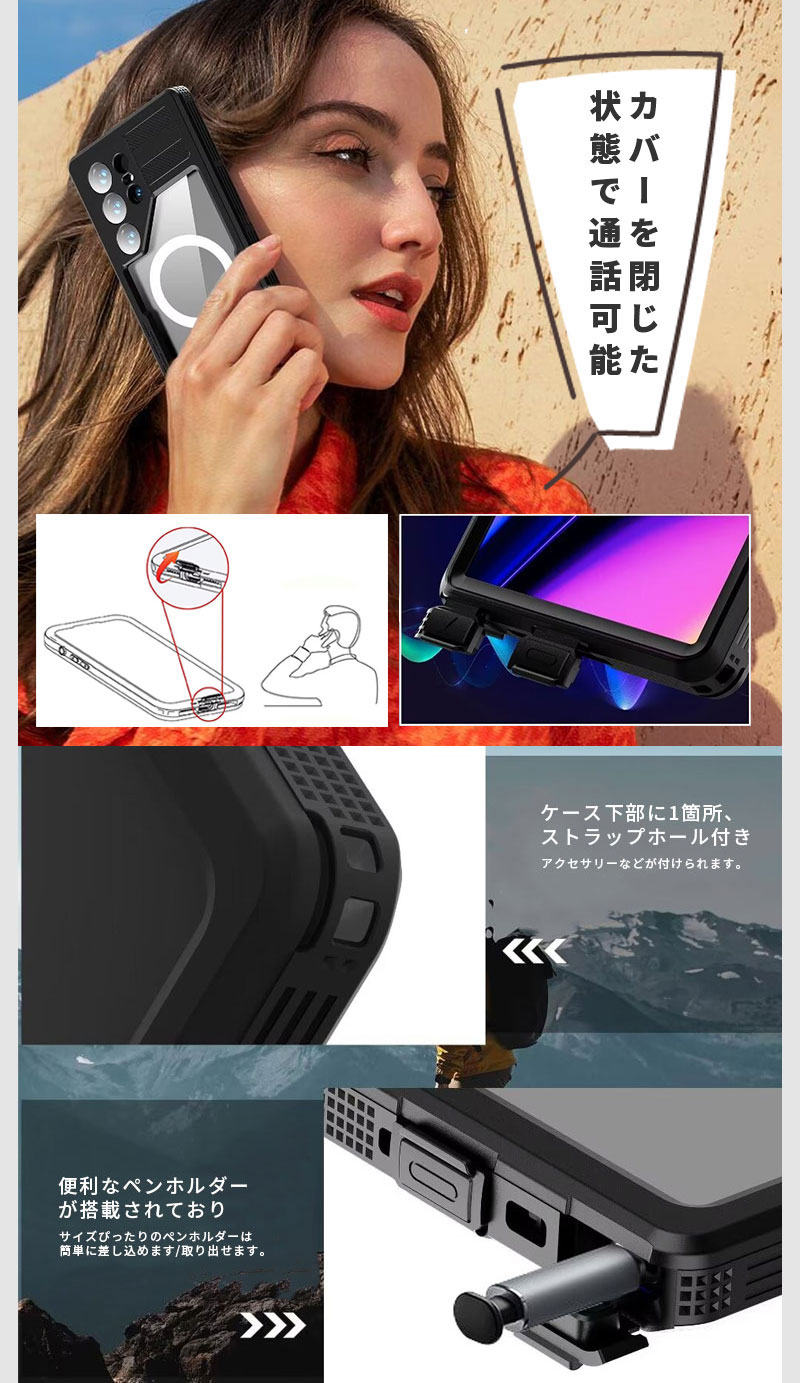 カバーを閉じた
状態で通話可能
ケース下部に1箇所、
ストラップホール付き
アクセサリーなどが付けられます。
便利なペンホルダー
が搭載されており
サイズぴったりのペンホルダーは
簡単に差し込めます/取り出せます。